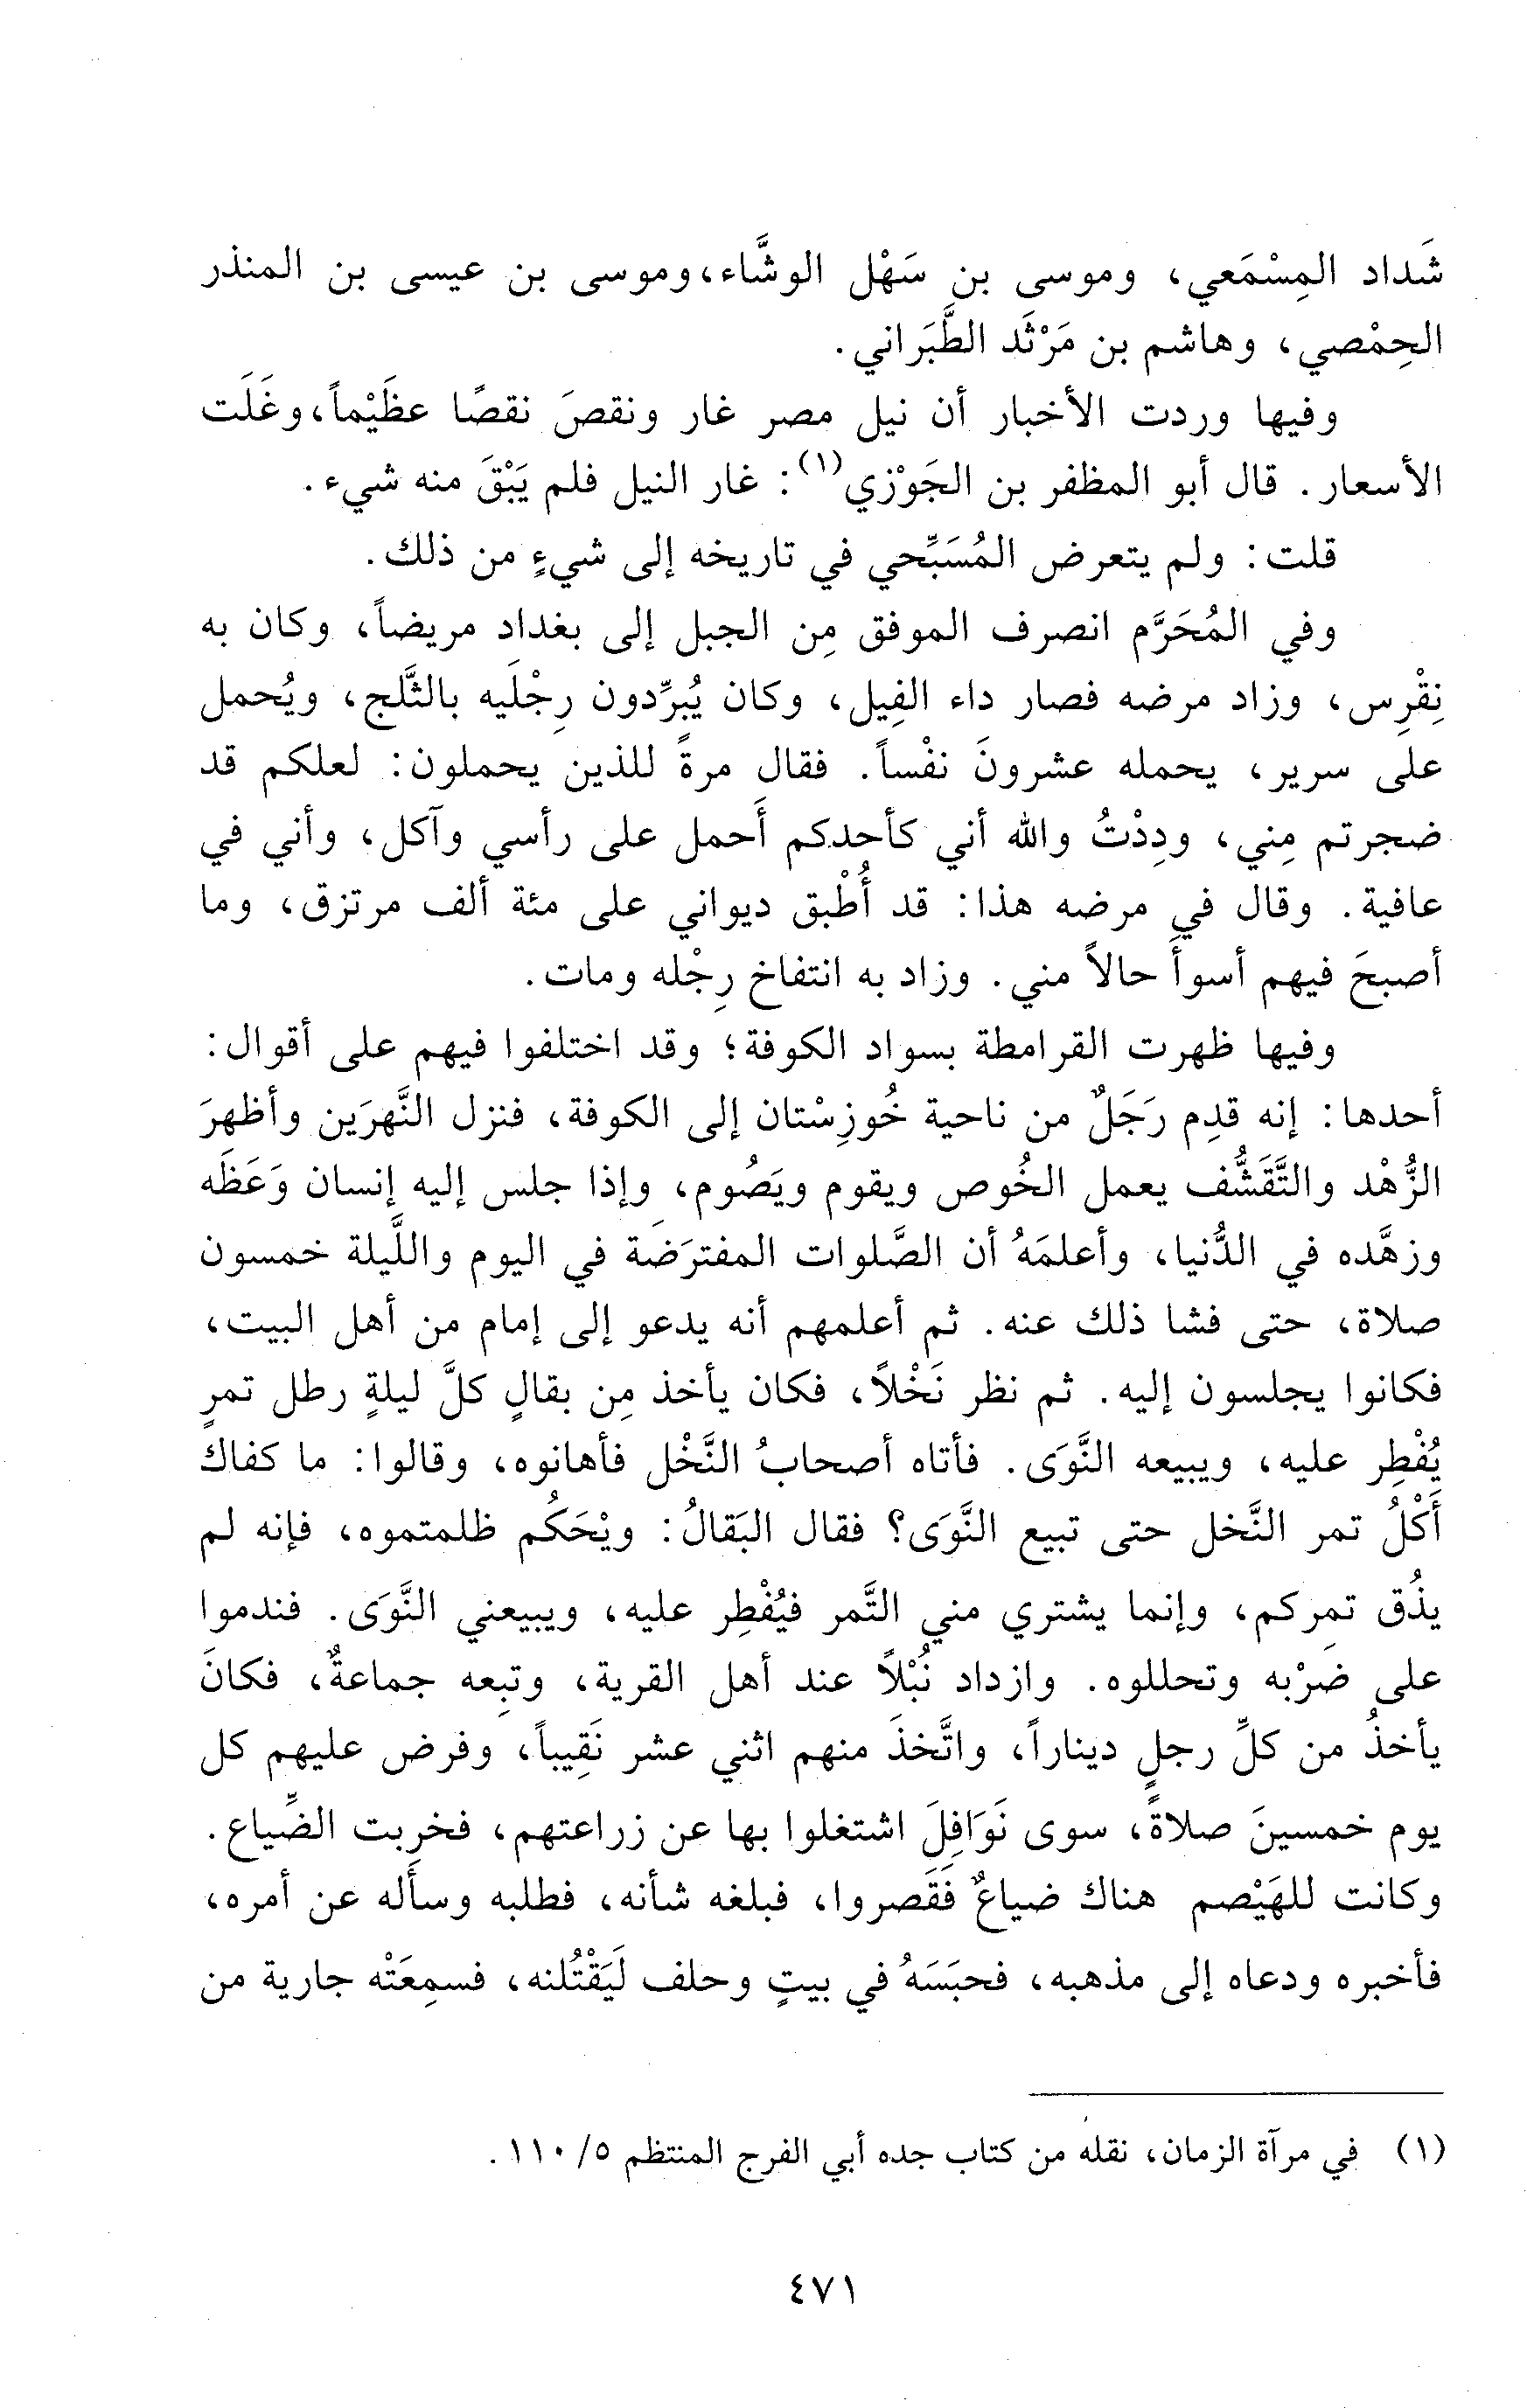 شَداد المِسْمَعي، وموسى بن سَهْل الوشَّاء،وموسى بن عيسى بن المنذر
الحِمْصي، وهاشم بن مَرْثَد الطَّبَراني.
وفيها وردت الأخبار أن نيل مصر غار ونقصَ نقصًا عظَيْماً،وغَلَت
الأسعار. قال أبو المظفر بن الجَوْزي(١): غار النيل فلم يَبْقَ منه شيء.
قلت: ولم يتعرض المُسَبِّحي في تاريخه إلى شيءٍ من ذلك.
وفي المُحَرَّم انصرف الموفق مِن الجبل إلى بغداد مريضاً، وكان به
نِقْرِس، وزاد مرضه فصار داء الفِيل، وكان يُبرِّدون رِجْلَيه بالثَّلج، ويُحمل
على سرير، يحمله عشرونَ نفْساً. فقال مرةً للذين يحملون: لعلكم قد
ضجرتم مِني، وددِْتُ والله أني كأحدكم أَحمل على رأسي وآكل، وأني في
عافية. وقال في مرضه هذا: قد أُطْبق ديواني على مئة ألف مرتزق، وما
أصبحَ فيهم أسوأَ حالاً مني. وزاد به انتفاخ رِجْله ومات.
وفيها ظهرت القرامطة بسواد الكوفة؛ وقد اختلفوا فيهم على أقوال:
أحدها: إنه قدِم رَجَلٌ من ناحية خُوزِسْتان إلى الكوفة، فنزل النَّهرَين وأظهرَ
الزُّهْد والتَّقَشُّف يعمل الخُوص ويقوم ويَصُوم، وإذا جلس إليه إنسان وَعَظَه
وزهَّده في الدُّنيا، وأعلمَهُ أن الصَّلوات المفترَضَة في اليوم واللَّيلة خمسون
صلاة، حتى فشا ذلك عنه. ثم أعلمهم أنه يدعو إلى إمام من أهل البيت،
فكانوا يجلسون إليه. ثم نظر نَخْلاً، فكان يأخذ مِن بقالٍ كلَّ ليلةٍ رطل تمرٍ
يُفْطِر عليه، ويبيعه النَّوَى. فأتاه أصحابُ النَّخْل فأهانوه، وقالوا: ما كفاك
أَكْلُ تمر النَّخل حتى تبيع النَّوَى؟ فقال البَقالُ: ويْحَكُم ظلمتموه، فإنه لم
يذُق تمرِكم، وإنما يشتري مني التَّمر فيُفْطِر عليه، ويبيعني النَّوَى. فندموا
على ضرْبه وتحللوه. وازداد نُبْلاً عند أهل القرية، وتبِعه جماعةٌ، فكانَ
يأخذُ من كلِّ رجلٍ ديناراً، واتَّخذَ منهم اثني عشر نَقِيباً، وفرض عليهم كل
يوم خمسينَ صلاةً، سوى نَوَافِلَ اشتغلوا بها عن زراعتهم، فخرِبت الضِّياع.
وكانت للهَيْصم هناك ضياعٌ فَقَصروا، فبلغه شأنه، فطلبه وسأَله عن أمره،
فأخبره ودعاه إلى مذهبه، فحبَسَهُ في بيتٍ وحلف لَيَقْتُلنه، فسمِعَتْه جارية من
(١) في مرآة الزمان، نقله من كتاب جده أبي الفرج المنتظم ٥/ ١١٠.
٤٧١